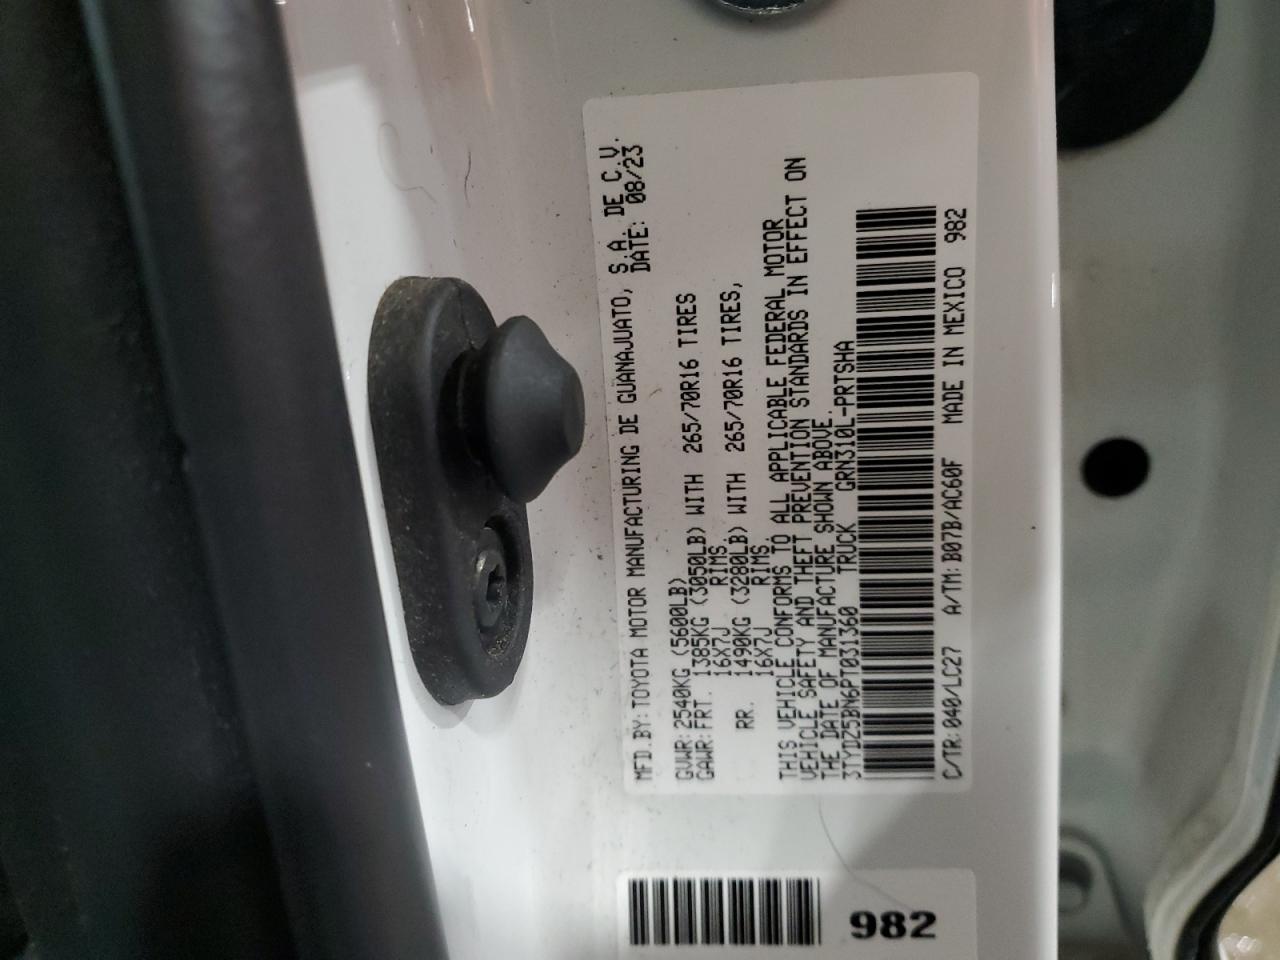 MFD.BY:TOYOTA MOTOR MANUFACTURING DE GUANAJUATO, S.A. DE C.V.
DATE: 08/23
GVWR:2540KG (5600LB)
GAWR:FRT. 1385KG (3050LB) WITH 265/70R16 TIRES
16X7J RIMS
RR. 1490KG (3280LB) WITH 265/70R16 TIRES,
16X7J RIMS
THIS VEHICLE CONFORMS TO ALL APPLICABLE FEDERAL MOTOR
VEHICLE SAFETY AND THEFT PREVENTION STANDARDS IN EFFECT ON
THE DATE OF MANUFACTURE SHOWN ABOVE.
3TYDZ5BN6PT031360 TRUCK GRN310L-PRTSHA
C/TR:040/LC27 A/TM:B07B/AC60F MADE IN MEXICO 982
982